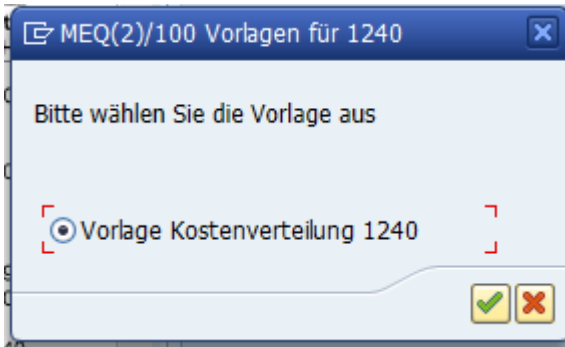 MEQ(2)/100 Vorlagen für 1240
Bitte wählen Sie die Vorlage aus
Vorlage Kostenverteilung 1240